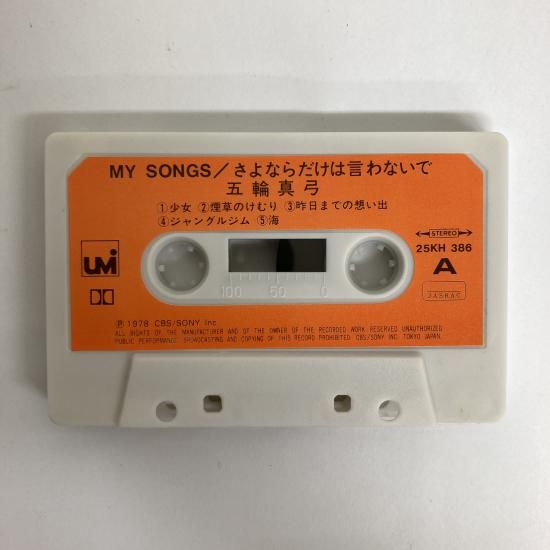 MY SONGS／さよならだけは言わないで
五輪真弓
①少女 ②煙草のけむり ③昨日までの想い出
④ジャングルジム ⑤海
STEREO
25KH 386
A
UMI
JASRAC
100 50 0
Ⓟ 1978 CBS/SONY Inc
ALL RIGHTS OF THE MANUFACTURER AND OF THE OWNER OF THE RECORDED WORK RESERVED UNAUTHORIZED
PUBLIC PERFORMANCE BROADCASTING AND COPYING OF THIS RECORD PROHIBITED CBS/SONY INC TOKYO JAPAN.